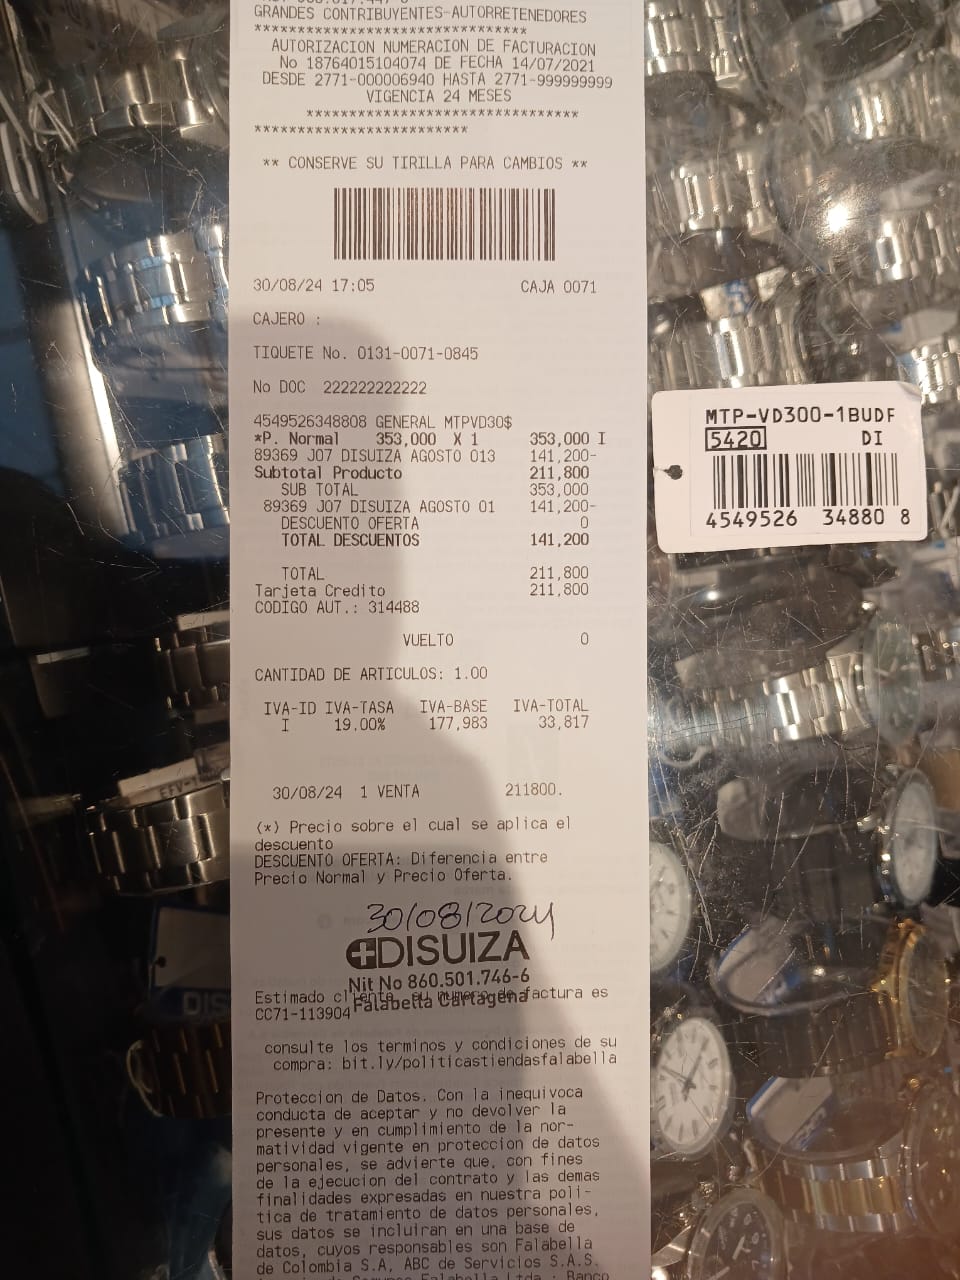 GRANDES CONTRIBUYENTES-AUTORRETENEDORES
********************************
AUTORIZACION NUMERACION DE FACTURACION
No 18764015104074 DE FECHA 14/07/2021
DESDE 2771-000006940 HASTA 2771-999999999
VIGENCIA 24 MESES
********************************
*************************
** CONSERVE SU TIRILLA PARA CAMBIOS **
30/08/24 17:05 CAJA 0071
CAJERO :
TIQUETE No. 0131-0071-0845
No DOC 222222222222
4549526348808 GENERAL MTPVD30$
*P. Normal 353,000 X 1 353,000 I
89369 J07 DISUIZA AGOSTO 013 141,200-
Subtotal Producto 211,800
SUB TOTAL 353,000
89369 J07 DISUIZA AGOSTO 01 141,200-
DESCUENTO OFERTA 0
TOTAL DESCUENTOS 141,200
TOTAL 211,800
Tarjeta Credito 211,800
CODIGO AUT.: 314488
VUELTO 0
CANTIDAD DE ARTICULOS: 1.00
IVA-ID IVA-TASA IVA-BASE IVA-TOTAL
I 19.00% 177,983 33,817
30/08/24 1 VENTA 211800.
(*) Precio sobre el cual se aplica el
descuento
DESCUENTO OFERTA: Diferencia entre
Precio Normal y Precio Oferta.
30/08/2024
DISUIZA
Nit No 860.501.746-6
Falabella Cartagena
Estimado cliente, su numero de factura es
CC71-113904
consulte los terminos y condiciones de su
compra: bit.ly/politicastiendasfalabella
Proteccion de Datos. Con la inequivoca
conducta de aceptar y no devolver la
presente y en cumplimiento de la nor-
matividad vigente en proteccion de datos
personales, se advierte que, con fines
de la ejecucion del contrato y las demas
finalidades expresadas en nuestra poli-
tica de tratamiento de datos personales,
sus datos se incluiran en una base de
datos, cuyos responsables son Falabella
de Colombia S.A, ABC de Servicios S.A.S.
Seguros Falabella Ltda.; Banco
MTP-VD300-1BUDF
5420 DI
4549526 34880 8